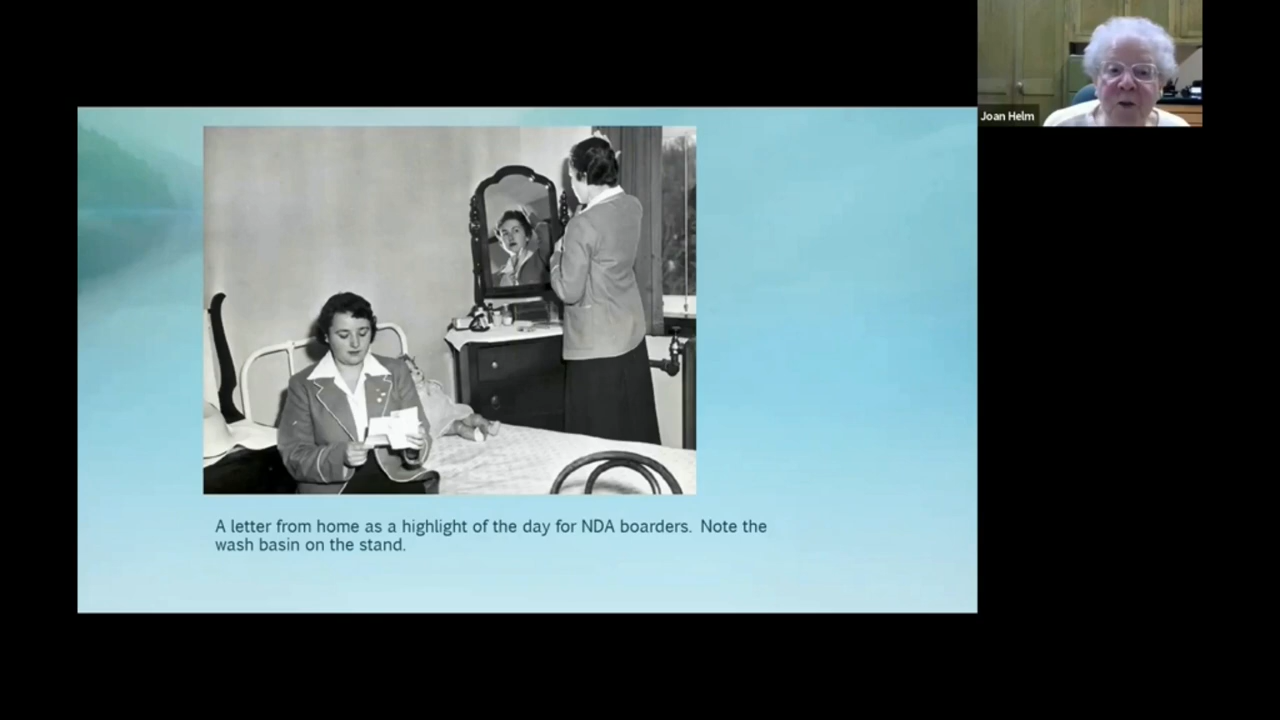 Joan Helm
A letter from home as a highlight of the day for NDA boarders. Note the
wash basin on the stand.